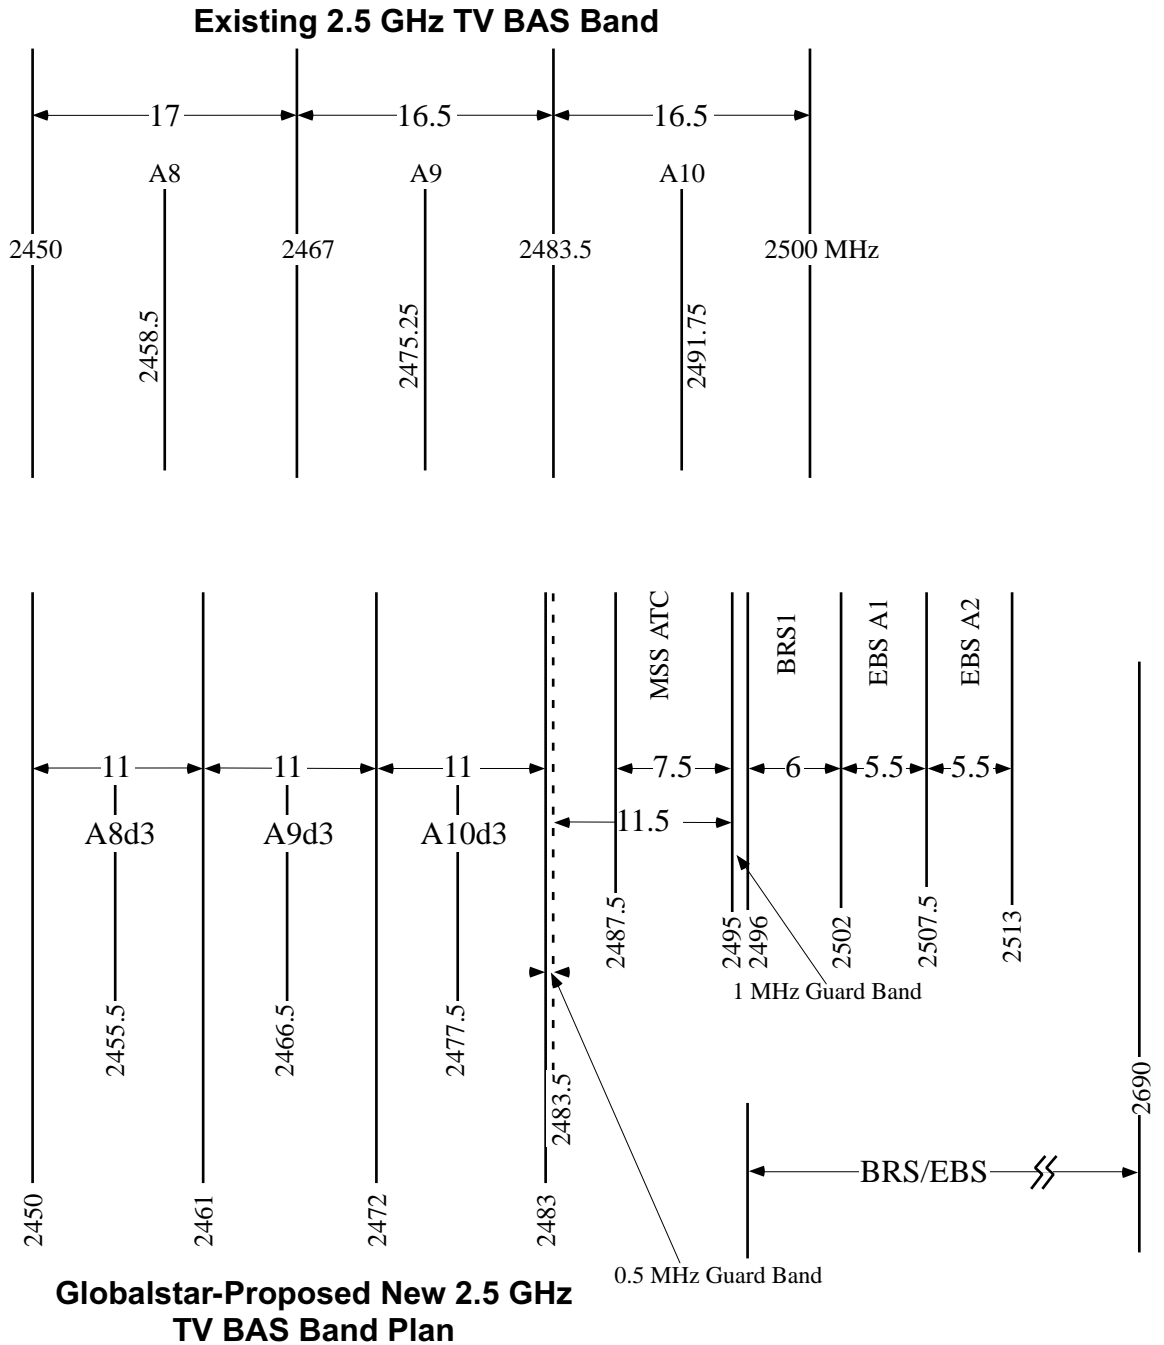 Existing 2.5 GHz TV BAS Band
17
16.5
16.5
A8
A9
A10
2450
2467
2483.5
2500 MHz
2458.5
2475.25
2491.75
MSS ATC
BRS1
EBS A1
EBS A2
11
11
11
7.5
6
5.5
5.5
11.5
A8d3
A9d3
A10d3
2487.5
2495
2496
2502
2507.5
2513
1 MHz Guard Band
2455.5
2466.5
2477.5
2483.5
2690
BRS/EBS
2450
2461
2472
2483
0.5 MHz Guard Band
Globalstar-Proposed New 2.5 GHz
TV BAS Band Plan